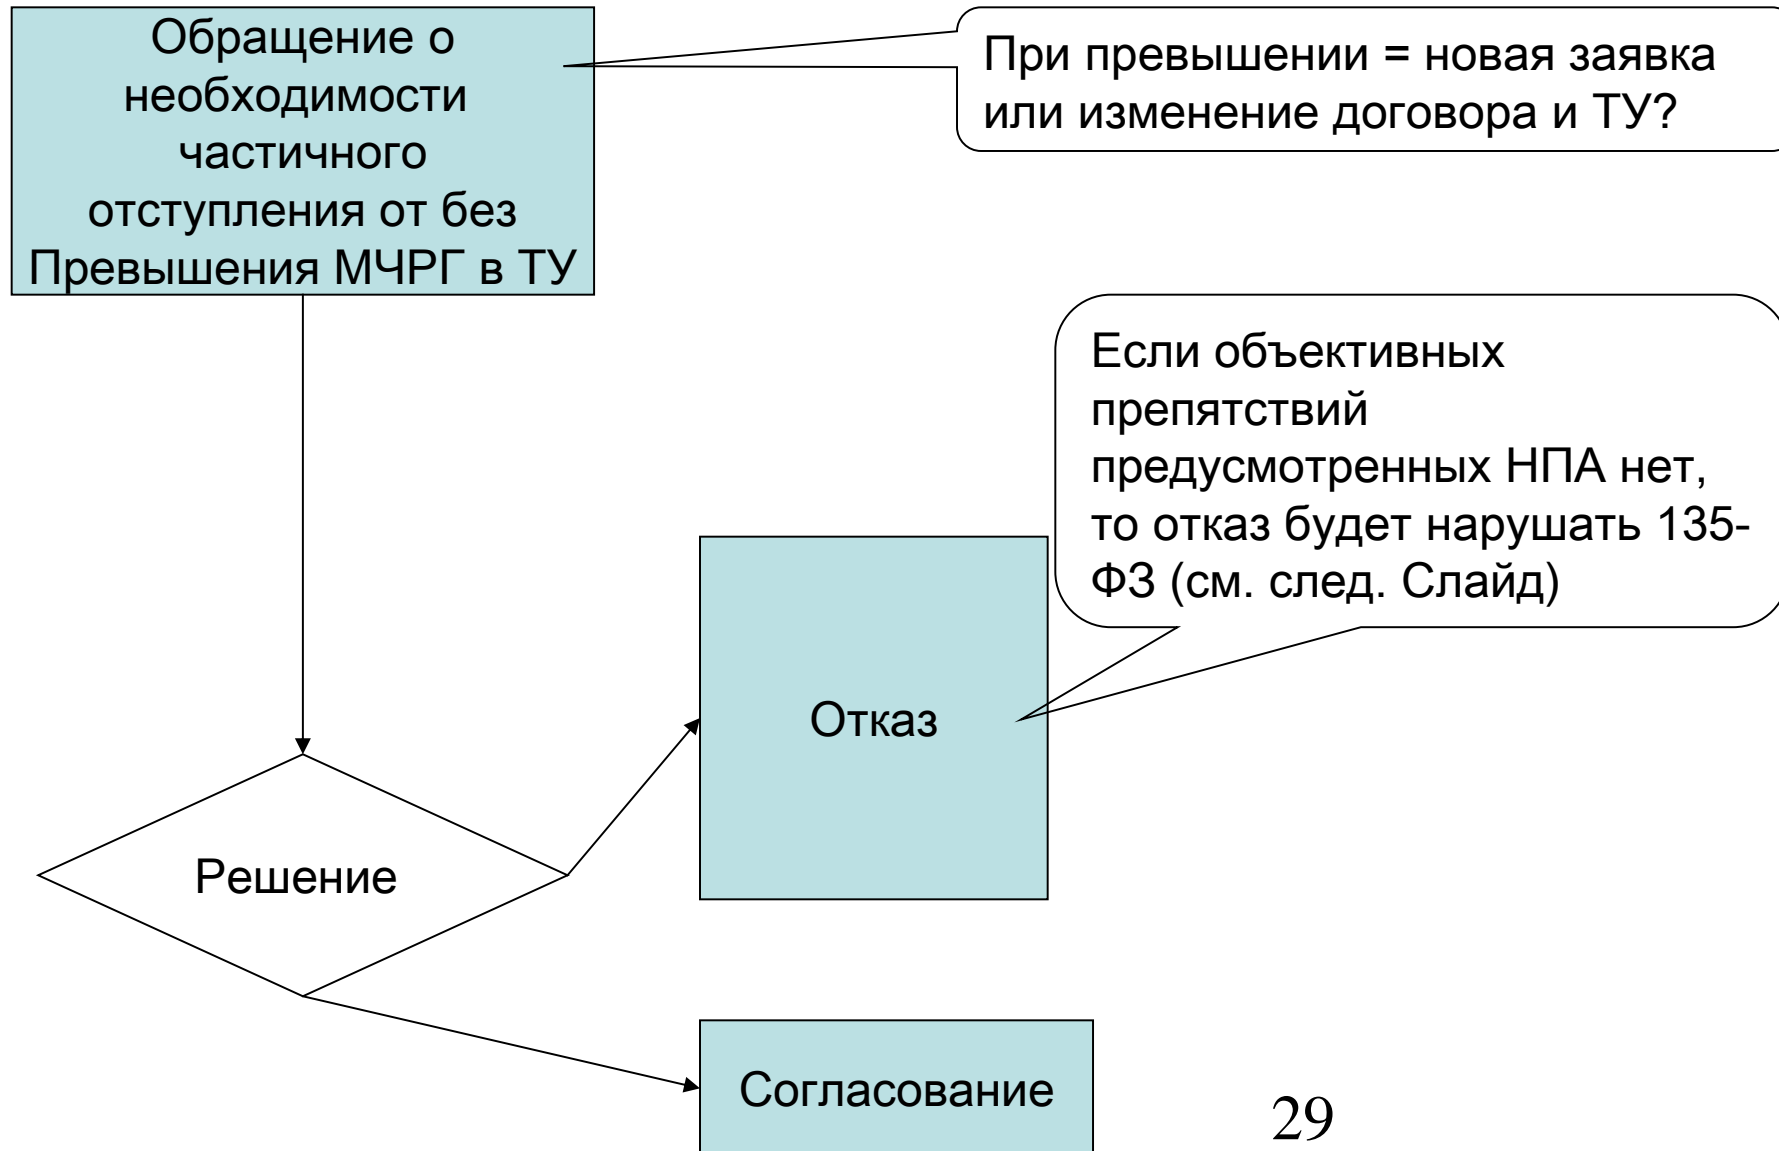 Обращение о
необходимости
частичного
отступления от без
Превышения МЧРГ в ТУ
При превышении = новая заявка
или изменение договора и ТУ?
Если объективных
препятствий
предусмотренных НПА нет,
то отказ будет нарушать 135-
ФЗ (см. след. Слайд)
Отказ
Решение
Согласование
29